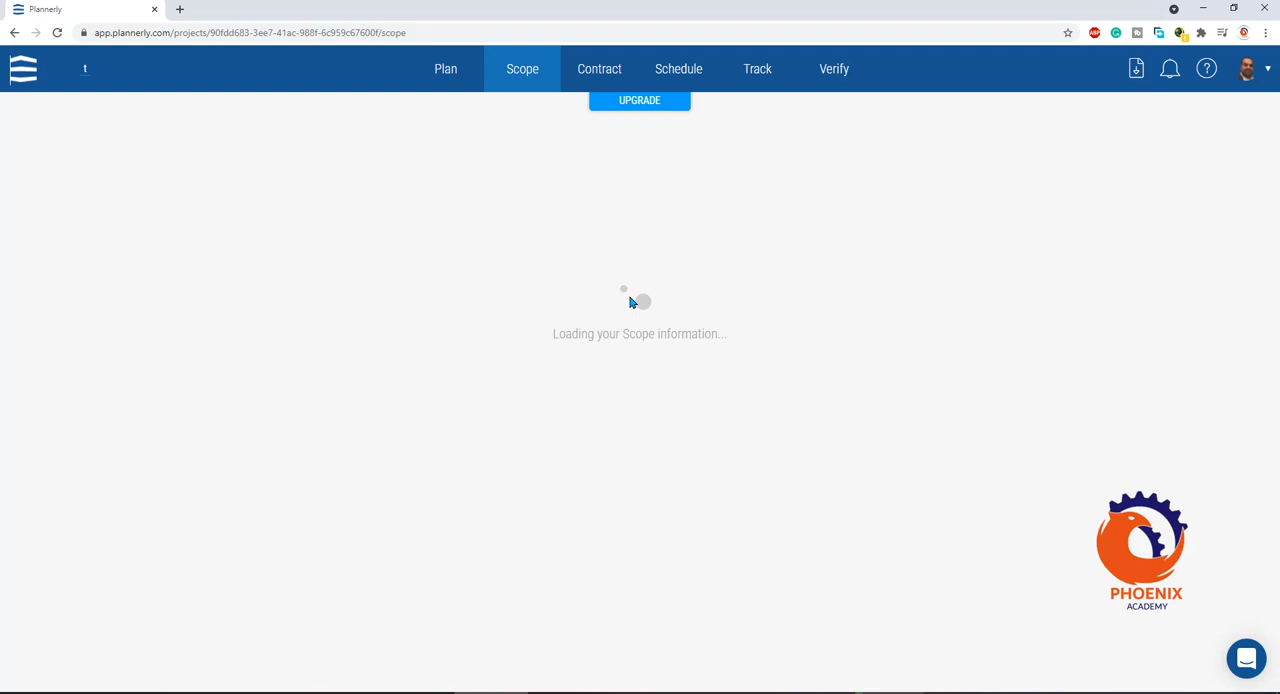 Plannerly
app.plannerly.com/projects/90fdd683-3ee7-41ac-988f-6c959c67600f/scope
t
Plan
Scope
Contract
Schedule
Track
Verify
UPGRADE
Loading your Scope information...
PHOENIX
ACADEMY